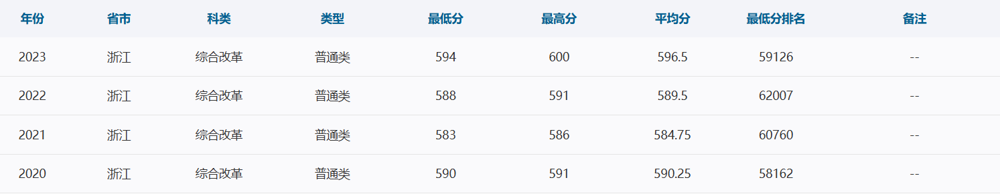 年份 省市 科类 类型 最低分 最高分 平均分 最低分排名 备注
2023 浙江 综合改革 普通类 594 600 596.5 59126 --
2022 浙江 综合改革 普通类 588 591 589.5 62007 --
2021 浙江 综合改革 普通类 583 586 584.75 60760 --
2020 浙江 综合改革 普通类 590 591 590.25 58162 --